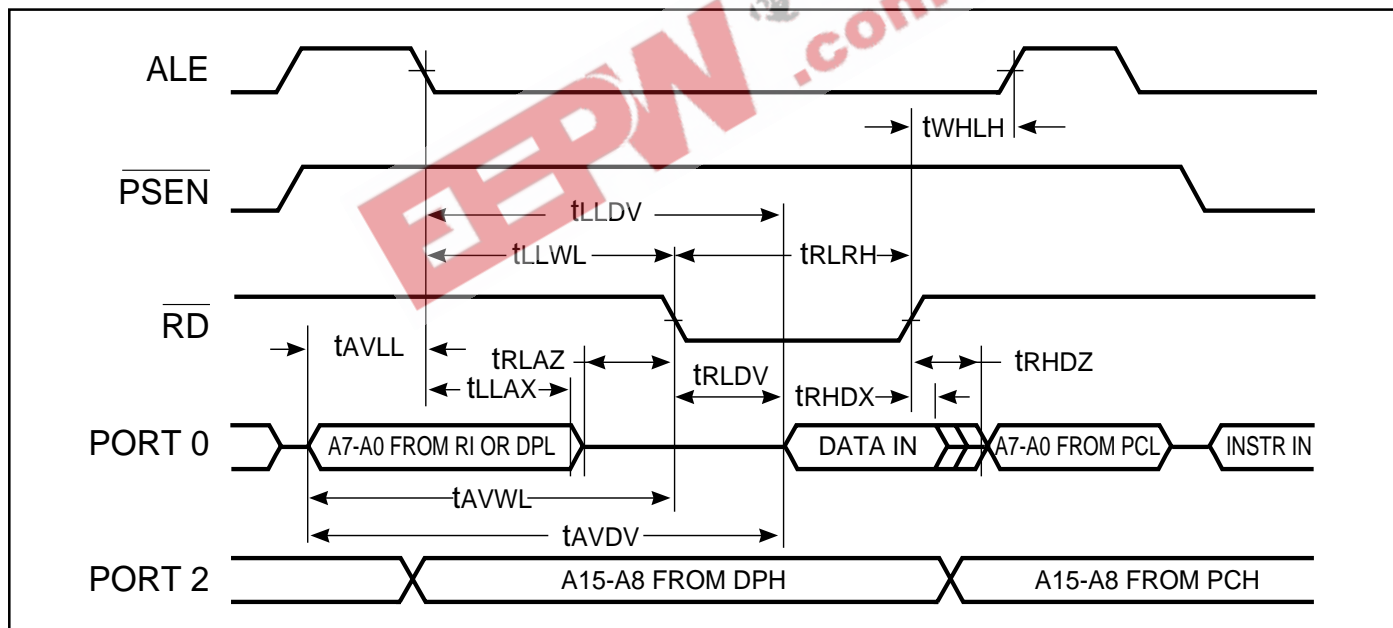 ALE
tWHLH
PSEN
tLLDV
tLLWL
tRLRH
RD
tAVLL
tRLAZ
tRHDZ
tLLAX
tRLDV
tRHDX
PORT 0
A7-A0 FROM RI OR DPL
DATA IN
A7-A0 FROM PCL
INSTR IN
tAVWL
tAVDV
PORT 2
A15-A8 FROM DPH
A15-A8 FROM PCH
EEPW .com